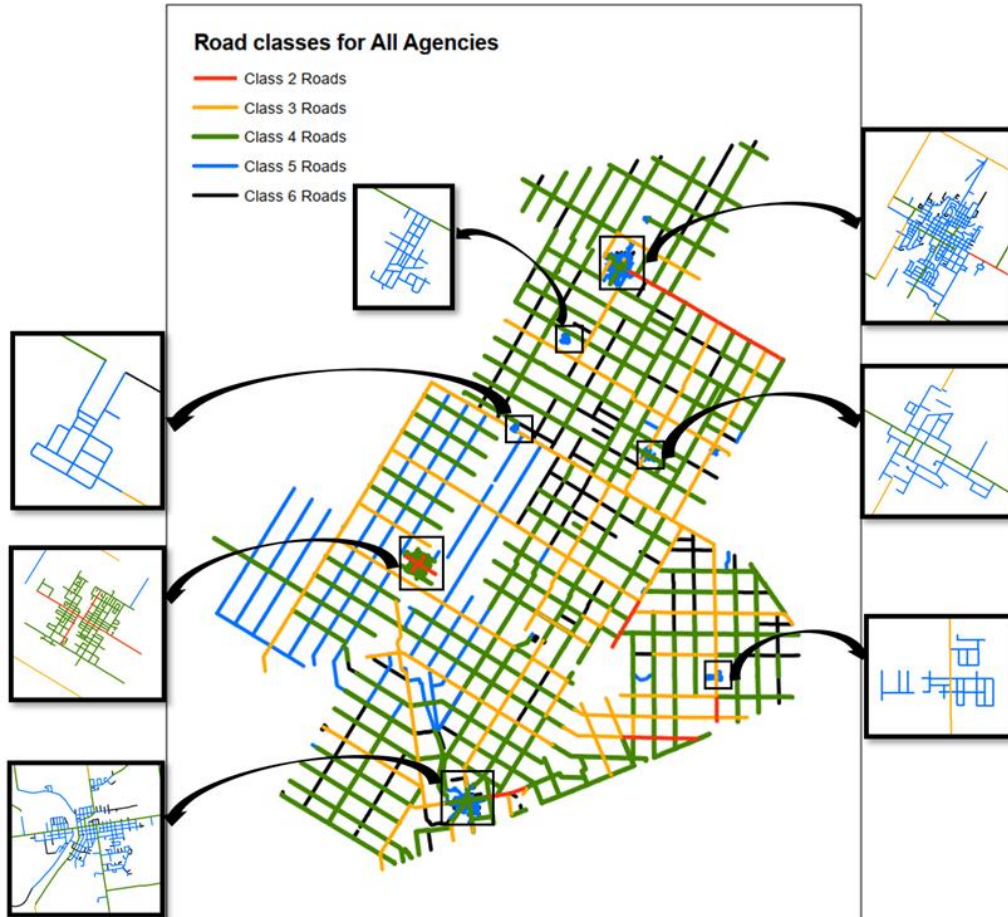 Road classes for All Agencies
Class 2 Roads
Class 3 Roads
Class 4 Roads
Class 5 Roads
Class 6 Roads